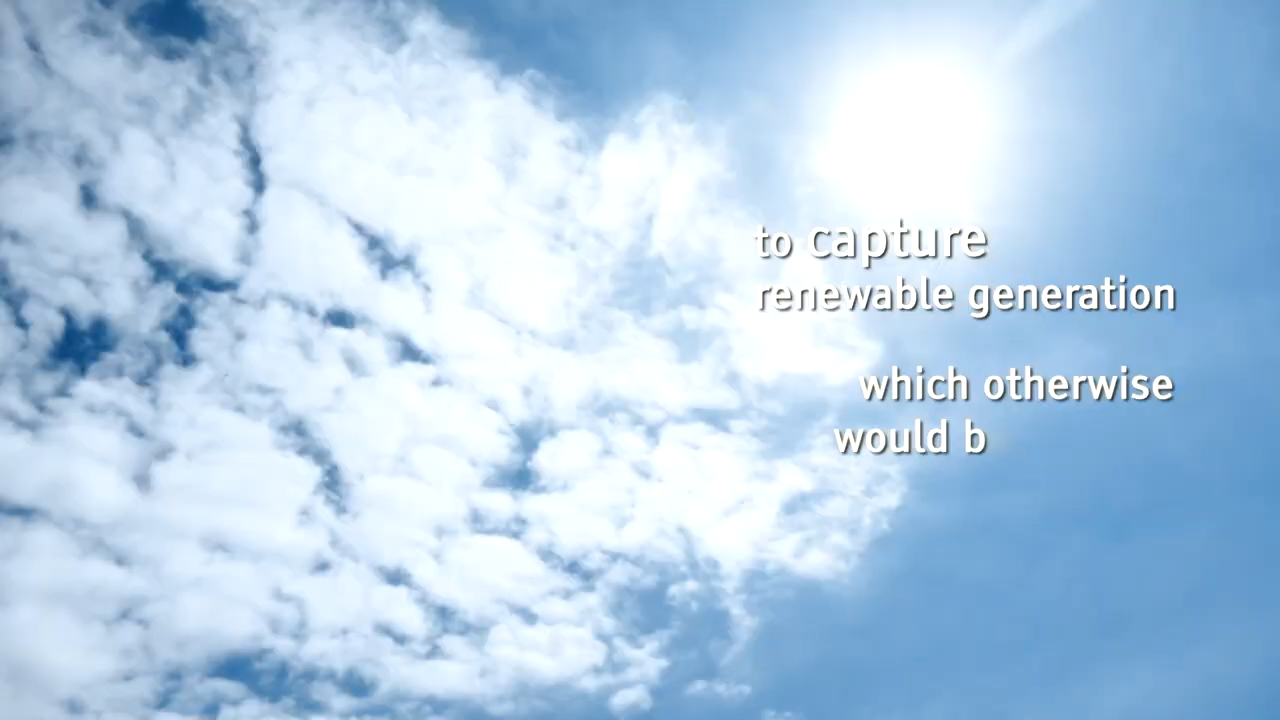 to capture
renewable generation
which otherwise
would b